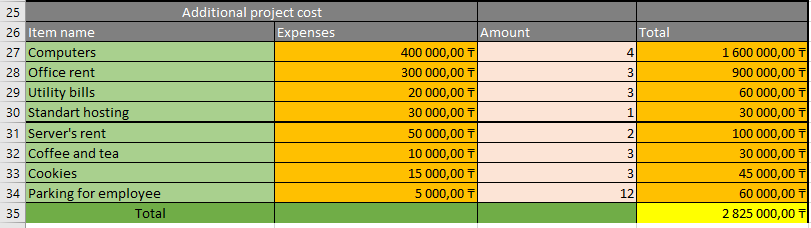 25 Additional project cost
26 Item name Expenses Amount Total
27 Computers 400 000,00 ₸ 4 1 600 000,00 ₸
28 Office rent 300 000,00 ₸ 3 900 000,00 ₸
29 Utility bills 20 000,00 ₸ 3 60 000,00 ₸
30 Standart hosting 30 000,00 ₸ 1 30 000,00 ₸
31 Server's rent 50 000,00 ₸ 2 100 000,00 ₸
32 Coffee and tea 10 000,00 ₸ 3 30 000,00 ₸
33 Cookies 15 000,00 ₸ 3 45 000,00 ₸
34 Parking for employee 5 000,00 ₸ 12 60 000,00 ₸
35 Total 2 825 000,00 ₸